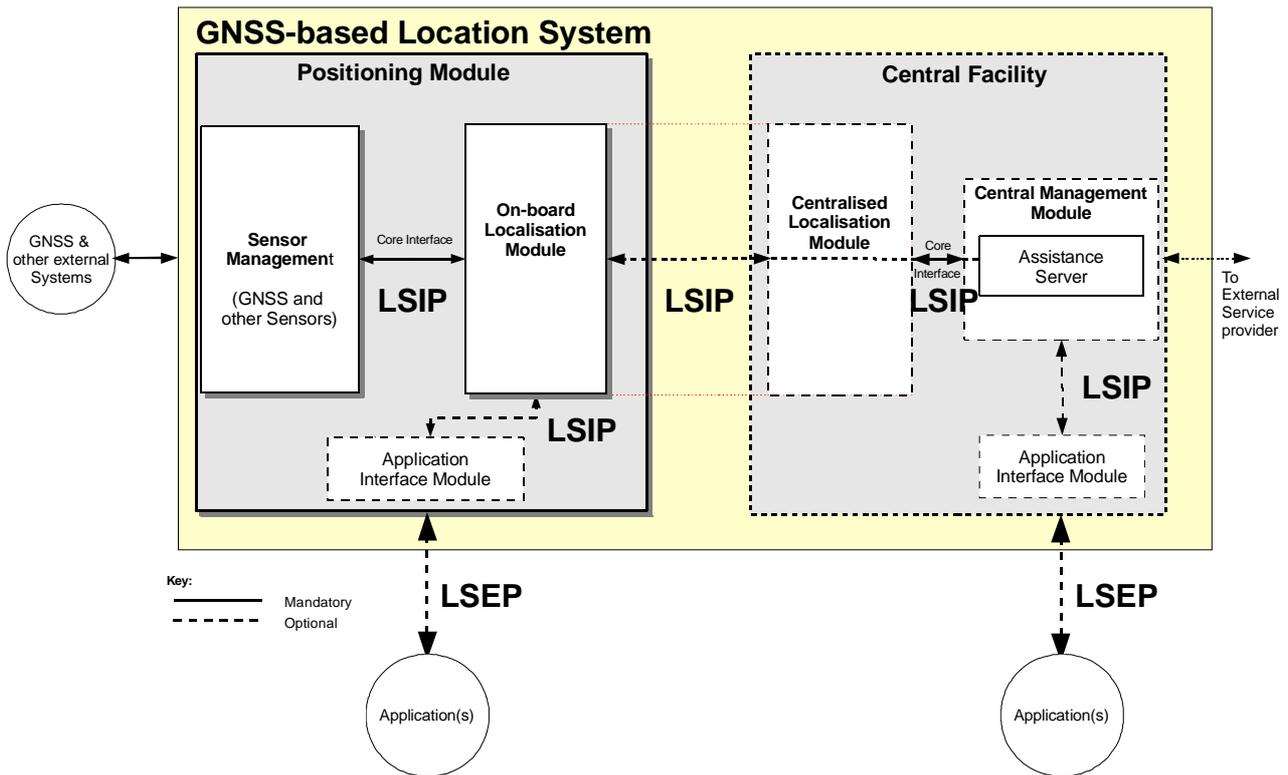 GNSS-based Location System
Positioning Module
Central Facility
GNSS &
other external
Systems
Sensor
Management
(GNSS and
other Sensors)
Core Interface
LSIP
On-board
Localisation
Module
LSIP
Application
Interface Module
LSIP
Centralised
Localisation
Module
Core
Interface
LSIP
Central Management
Module
Assistance
Server
To
External
Service
provider
LSIP
Application
Interface Module
Key:
Mandatory
Optional
LSEP
LSEP
Application(s)
Application(s)